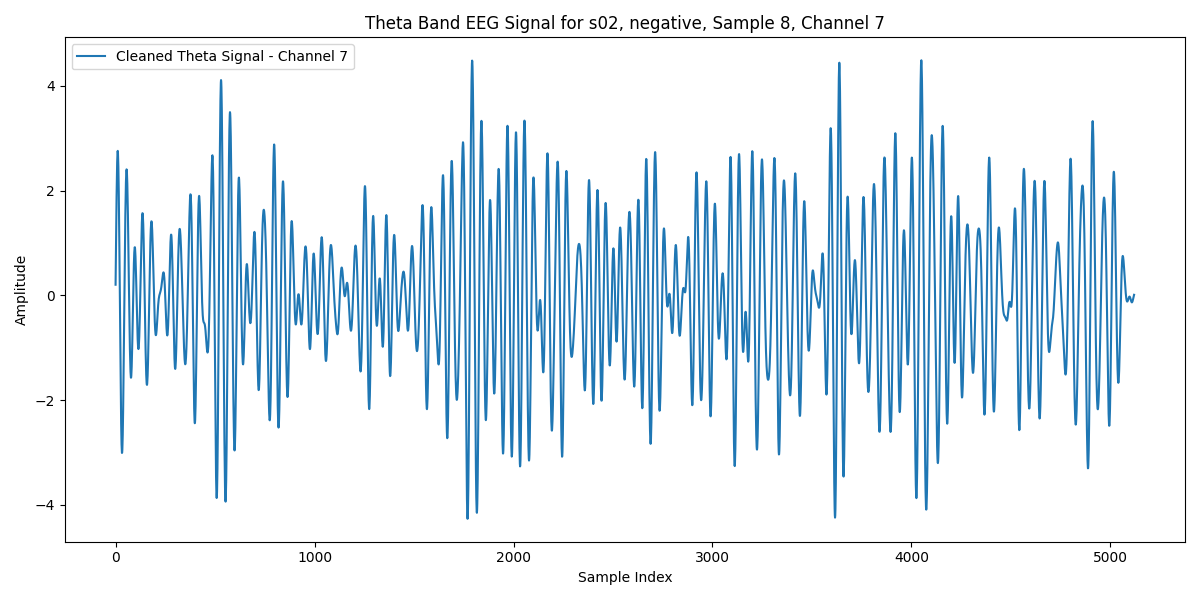 Theta Band EEG Signal for s02, negative, Sample 8, Channel 7
Cleaned Theta Signal - Channel 7
Amplitude
4
2
0
−2
−4
0 1000 2000 3000 4000 5000
Sample Index